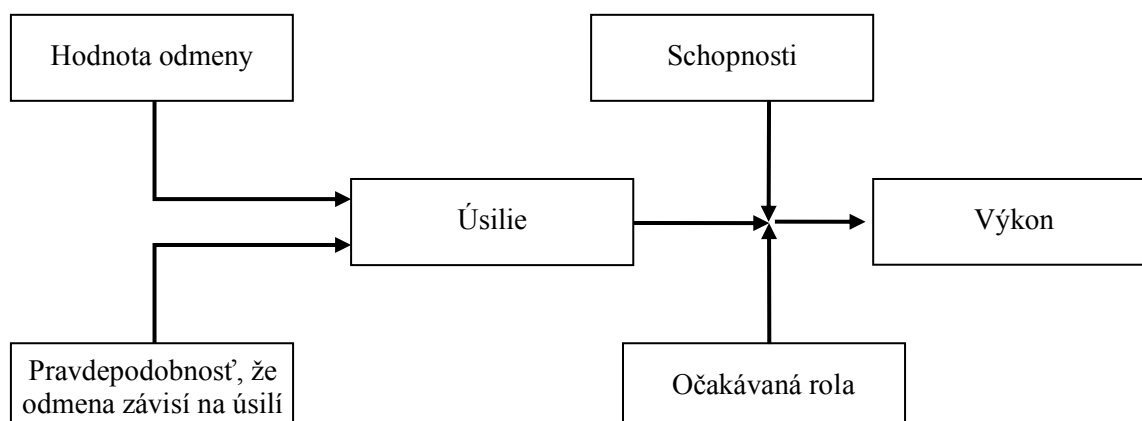 Hodnota odmeny
Schopnosti
Úsilie
Výkon
Pravdepodobnosť, že
odmena závisí na úsilí
Očakávaná rola